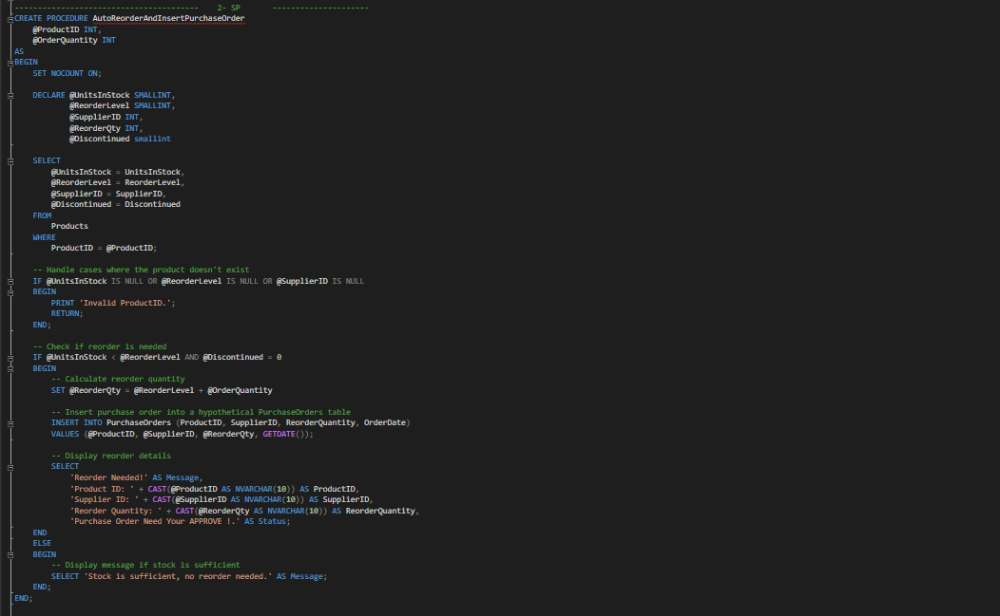 ----------------------------------------    2- SP       ---------------------
CREATE PROCEDURE AutoReorderAndInsertPurchaseOrder
    @ProductID INT,
    @OrderQuantity INT
AS
BEGIN
    SET NOCOUNT ON;

    DECLARE @UnitsInStock SMALLINT,
            @ReorderLevel SMALLINT,
            @SupplierID INT,
            @ReorderQty INT,
            @Discontinued smallint

    SELECT
        @UnitsInStock = UnitsInStock,
        @ReorderLevel = ReorderLevel,
        @SupplierID = SupplierID,
        @Discontinued = Discontinued
    FROM
        Products
    WHERE
        ProductID = @ProductID;

    -- Handle cases where the product doesn't exist
    IF @UnitsInStock IS NULL OR @ReorderLevel IS NULL OR @SupplierID IS NULL
    BEGIN
        PRINT 'Invalid ProductID.';
        RETURN;
    END;

    -- Check if reorder is needed
    IF @UnitsInStock < @ReorderLevel AND @Discontinued = 0
    BEGIN
        -- Calculate reorder quantity
        SET @ReorderQty = @ReorderLevel + @OrderQuantity

        -- Insert purchase order into a hypothetical PurchaseOrders table
        INSERT INTO PurchaseOrders (ProductID, SupplierID, ReorderQuantity, OrderDate)
        VALUES (@ProductID, @SupplierID, @ReorderQty, GETDATE());

        -- Display reorder details
        SELECT
            'Reorder Needed!' AS Message,
            'Product ID: ' + CAST(@ProductID AS NVARCHAR(10)) AS ProductID,
            'Supplier ID: ' + CAST(@SupplierID AS NVARCHAR(10)) AS SupplierID,
            'Reorder Quantity: ' + CAST(@ReorderQty AS NVARCHAR(10)) AS ReorderQuantity,
            'Purchase Order Need Your APPROVE !.' AS Status;
    END
    ELSE
    BEGIN
        -- Display message if stock is sufficient
        SELECT 'Stock is sufficient, no reorder needed.' AS Message;
    END;
END;